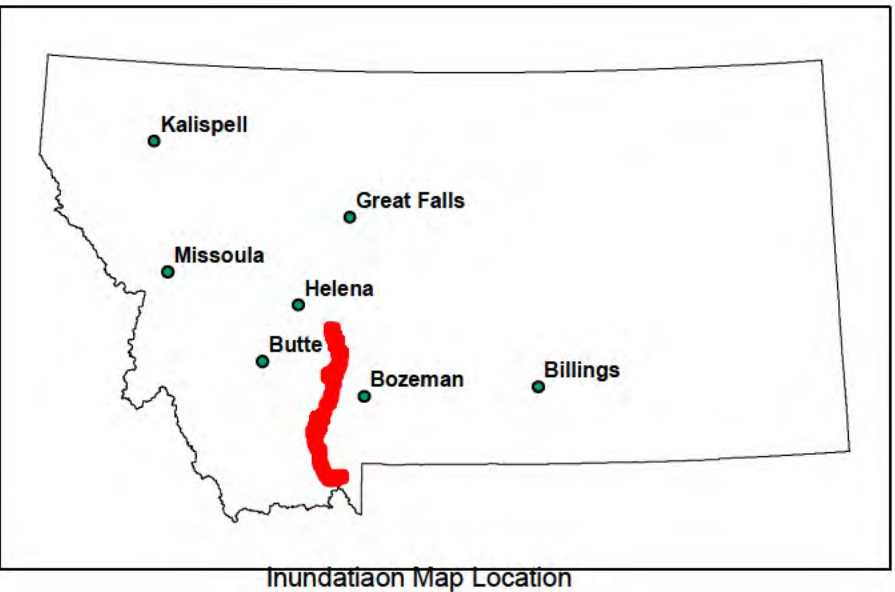 Kalispell
Great Falls
Missoula
Helena
Butte
Bozeman
Billings
Inundatiaon Map Location